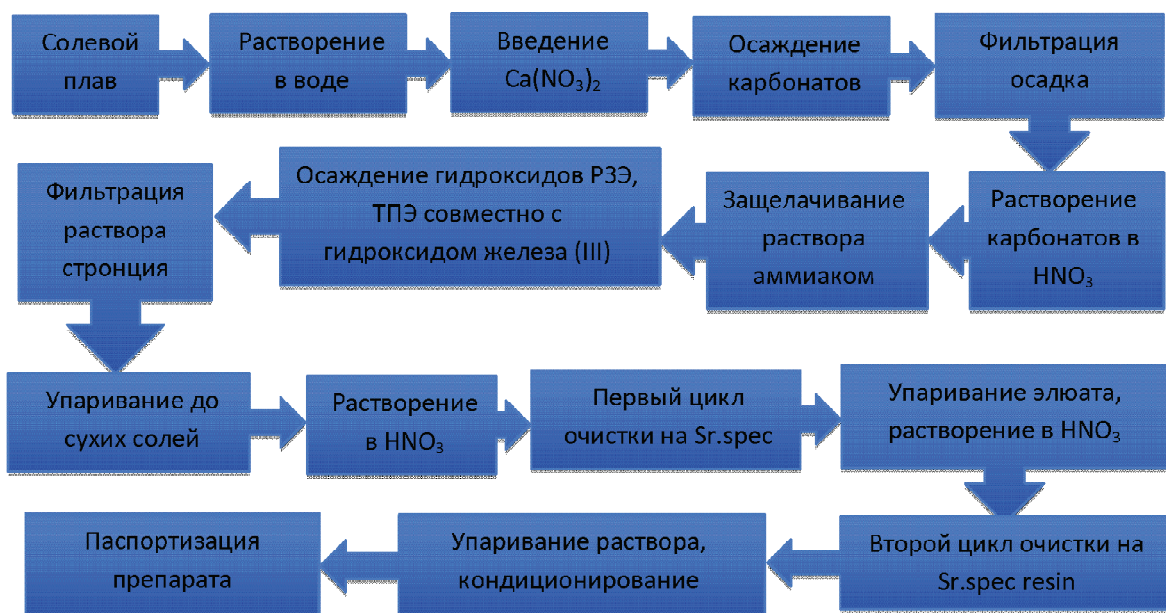 Солевой
плав
Растворение
в воде
Введение
Ca(NO₃)₂
Осаждение
карбонатов
Фильтрация
осадка
Растворение
карбонатов в
HNO₃
Защелачивание
раствора
аммиаком
Осаждение гидроксидов РЗЭ,
ТПЭ совместно с
гидроксидом железа (III)
Фильтрация
раствора
стронция
Упаривание до
сухих солей
Растворение
в HNO₃
Первый цикл
очистки на Sr.spec
Упаривание элюата,
растворение в HNO₃
Второй цикл очистки на
Sr.spec resin
Упаривание раствора,
кондиционирование
Паспортизация
препарата